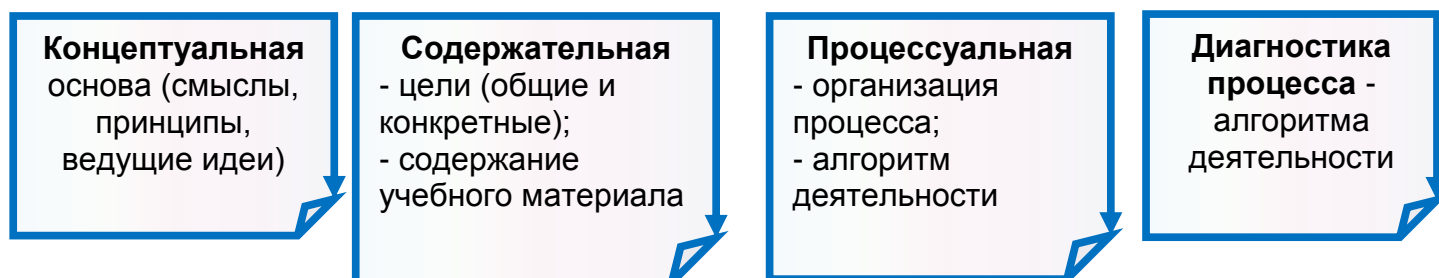 Концептуальная
основа (смыслы,
принципы,
ведущие идеи)
Содержательная
- цели (общие и
конкретные);
- содержание
учебного материала
Процессуальная
- организация
процесса;
- алгоритм
деятельности
Диагностика
процесса -
алгоритма
деятельности